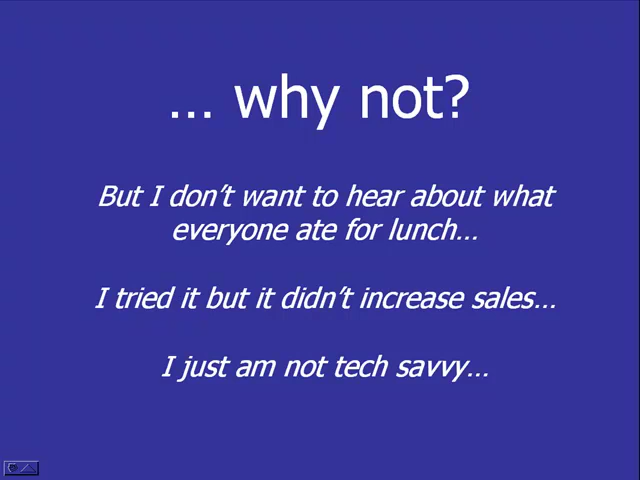 ... why not?
But I don’t want to hear about what
everyone ate for lunch...
I tried it but it didn’t increase sales...
I just am not tech savvy...